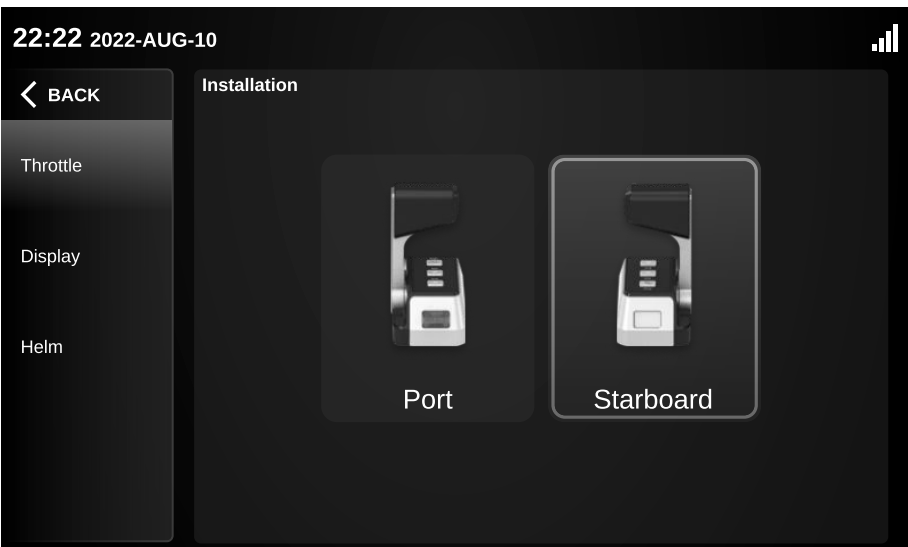 22:22 2022-AUG-10
BACK
Installation
Throttle
Display
Helm
Port
Starboard